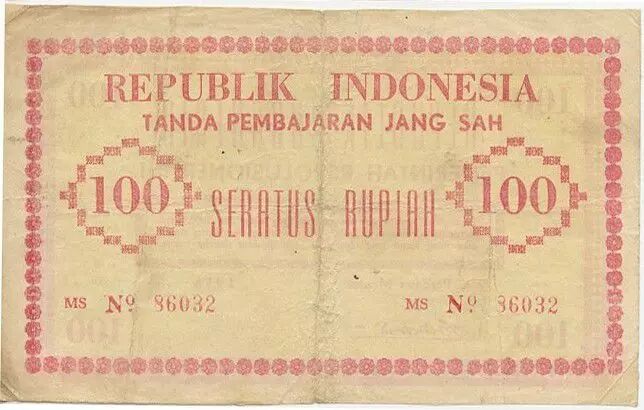 REPUBLIK INDONESIA
TANDA PEMBAJARAN JANG SAH
100 SERATUS RUPIAH 100
MS Nº 86032 MS Nº 86032